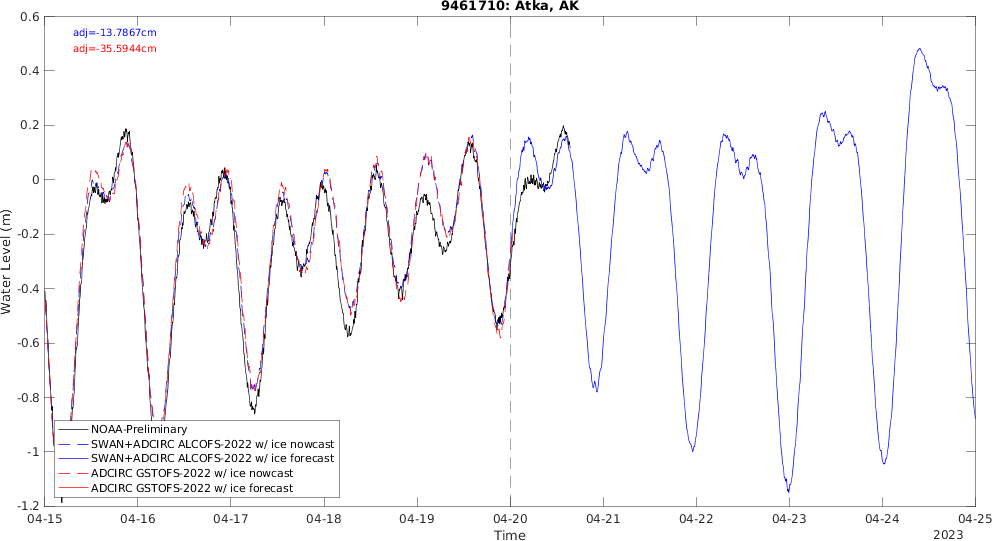 9461710: Atka, AK
adj=-13.7867cm
adj=-35.5944cm
0.6
0.4
0.2
0
-0.2
-0.4
-0.6
-0.8
-1
-1.2
Water Level (m)
NOAA-Preliminary
SWAN+ADCIRC ALCOFS-2022 w/ ice nowcast
SWAN+ADCIRC ALCOFS-2022 w/ ice forecast
ADCIRC GSTOFS-2022 w/ ice nowcast
ADCIRC GSTOFS-2022 w/ ice forecast
04-15 04-16 04-17 04-18 04-19 04-20 04-21 04-22 04-23 04-24 04-25
Time
2023